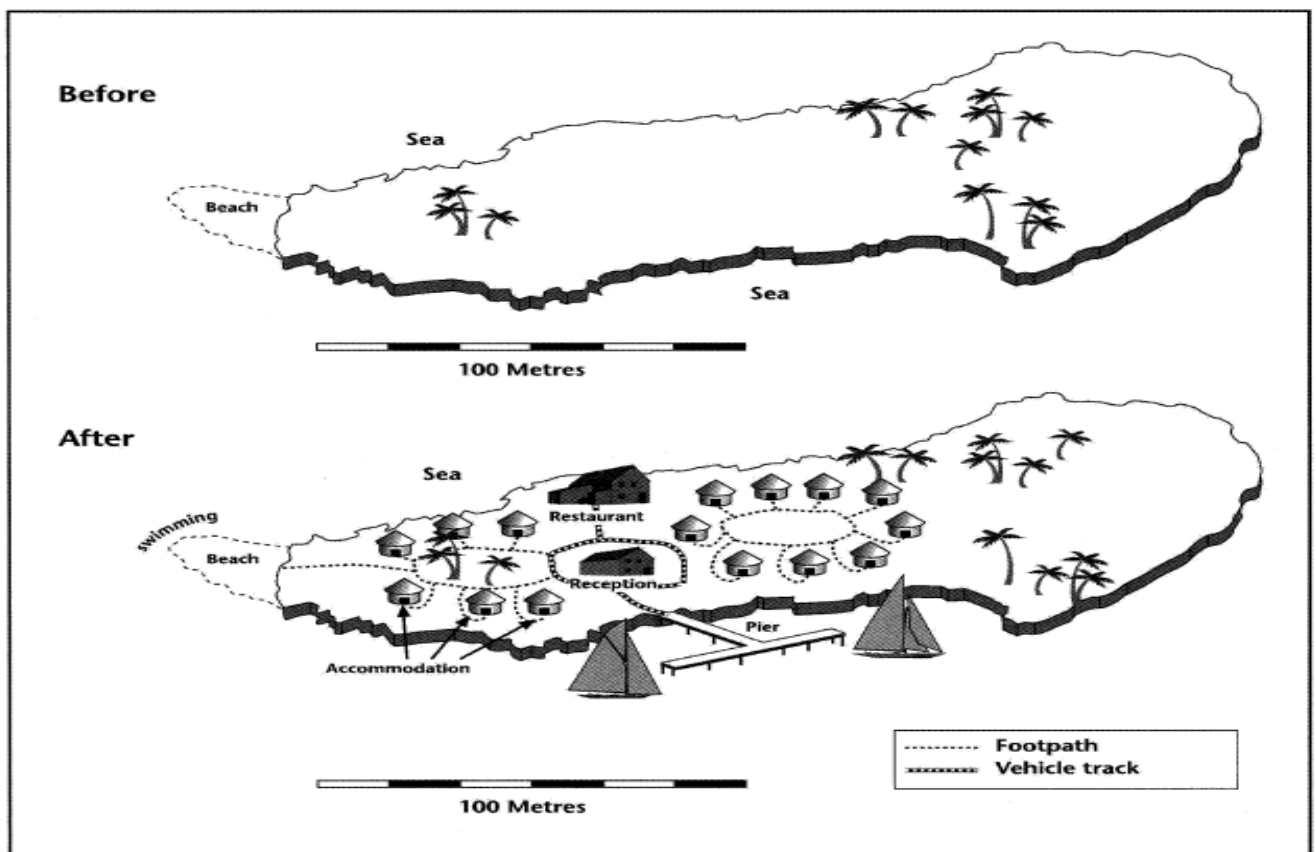 Before
Sea
Beach
Sea
100 Metres
After
Sea
swimming
Restaurant
Beach
Reception
Pier
Accommodation
Footpath
Vehicle track
100 Metres